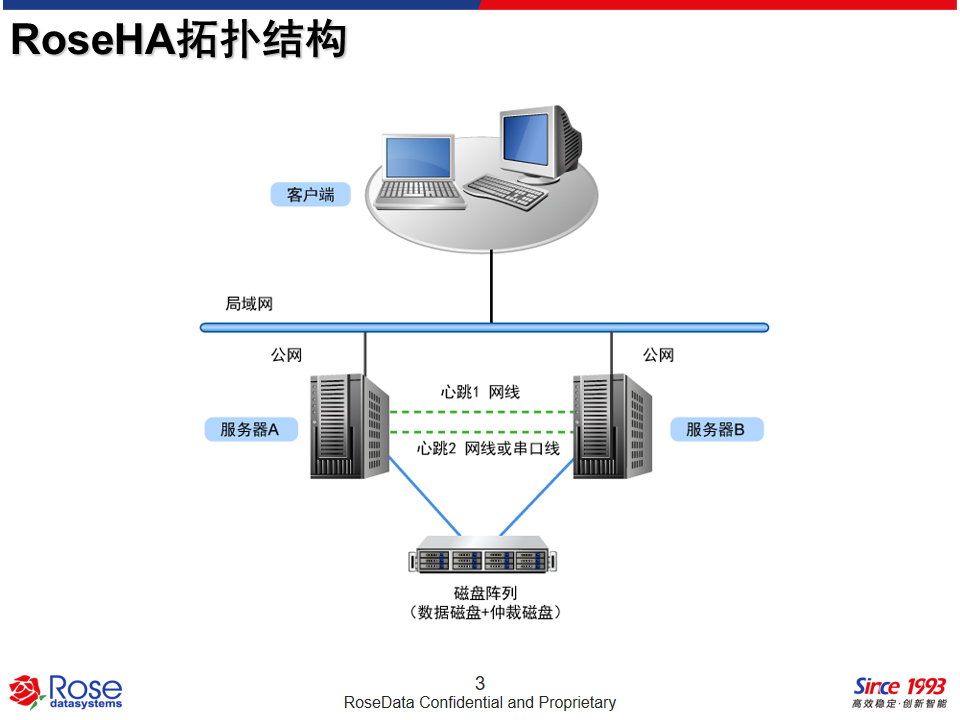 RoseHA拓扑结构
客户端
局域网
公网
公网
心跳1 网线
服务器A
服务器B
心跳2 网线或串口线
磁盘阵列
（数据磁盘+仲裁磁盘）
Rose
datasystems
3
RoseData Confidential and Proprietary
Since 1993
高效稳定·创新智能